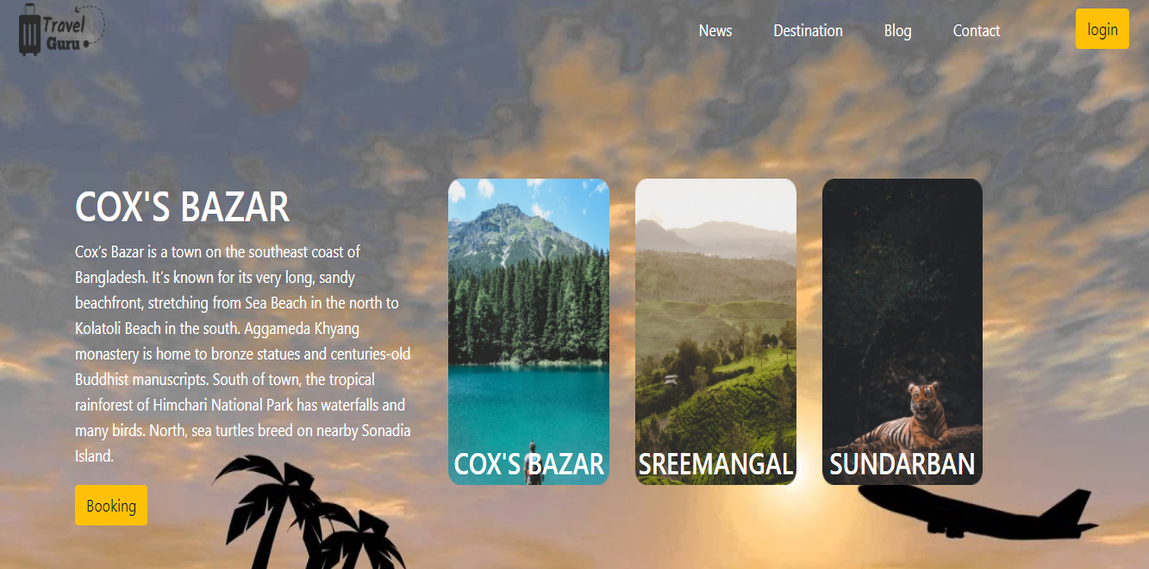 Travel
Guru
News
Destination
Blog
Contact
login
COX'S BAZAR
Cox's Bazar is a town on the southeast coast of
Bangladesh. It's known for its very long, sandy
beachfront, stretching from Sea Beach in the north to
Kolatoli Beach in the south. Aggameda Khyang
monastery is home to bronze statues and centuries-old
Buddhist manuscripts. South of town, the tropical
rainforest of Himchari National Park has waterfalls and
many birds. North, sea turtles breed on nearby Sonadia
Island.
Booking
COX'S BAZAR
SREEMANGAL
SUNDARBAN